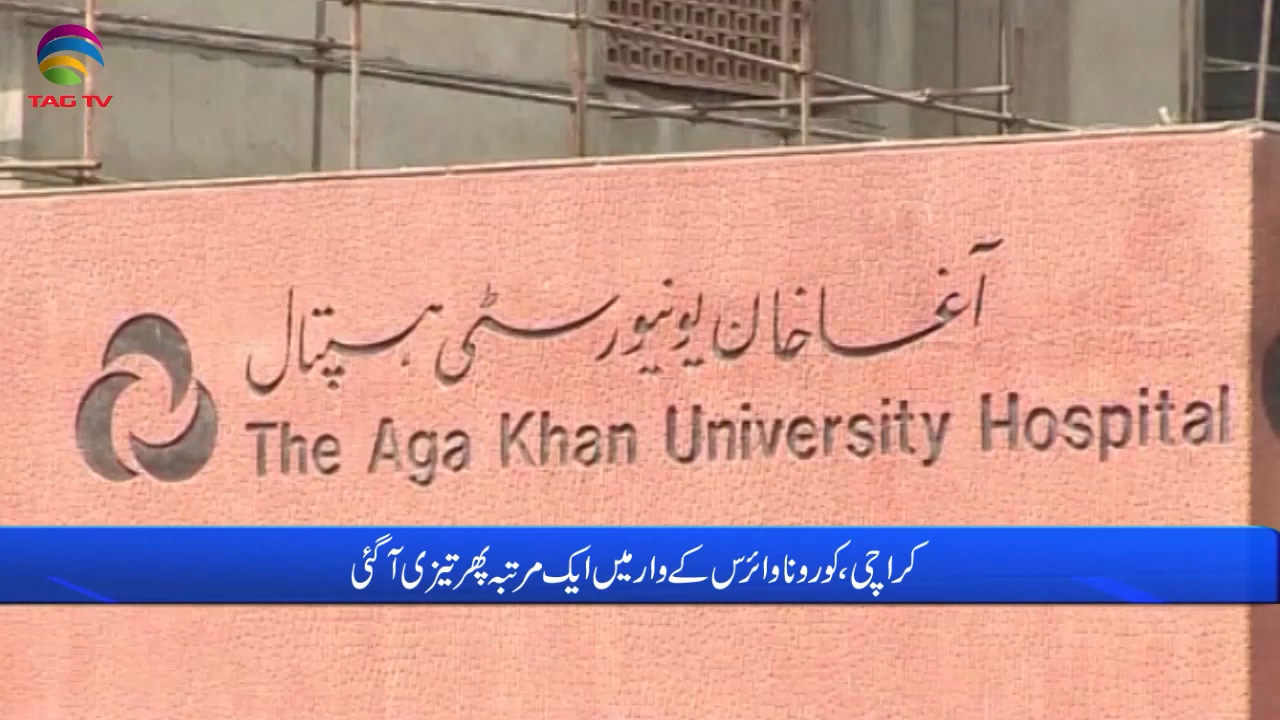 TAG TV
آغا خان یونیورسٹی ہسپتال
The Aga Khan University Hospital
کراچی، کورونا وائرس کے وار میں ایک مرتبہ پھر تیزی آ گئی